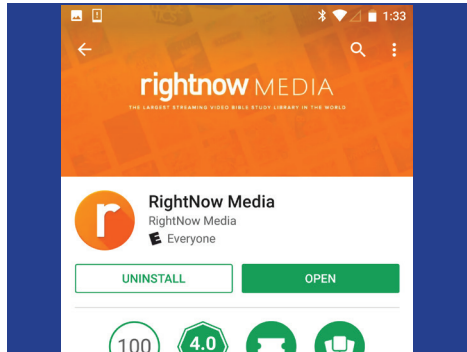 1:33
rightnow MEDIA
THE LARGEST STREAMING VIDEO BIBLE STUDY LIBRARY IN THE WORLD
r
RightNow Media
RightNow Media
E Everyone
UNINSTALL
OPEN
100
4.0